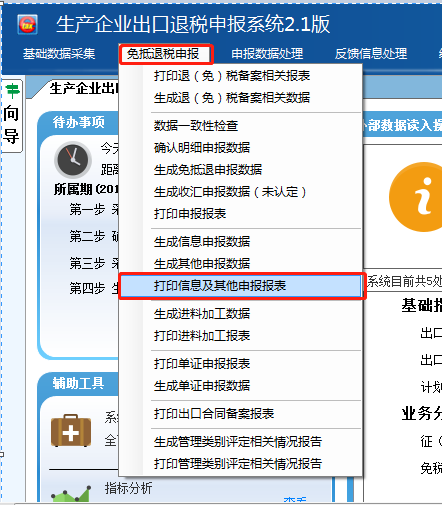 生产企业出口退税申报系统2.1版
基础数据采集 免抵退税申报 申报数据处理 反馈信息处理
向导
生产企业出口
打印退（免）税备案相关报表
生成退（免）税备案相关数据
数据一致性检查
确认明细申报数据
生成免抵退申报数据
生成收汇申报数据（未认定）
打印申报报表
生成信息申报数据
生成其他申报数据
打印信息及其他申报报表
生成进料加工数据
打印进料加工报表
打印单证申报报表
生成单证申报数据
打印出口合同备案报表
生成管理类别评定相关情况报告
打印管理类别评定相关情况报告
待办事项
今天
距离
所属期(201
第一步 采
第二步 确
第三步 采
第四步 生
辅助工具
系
全
指标分析
查看
外部数据读入操
系统目前共5处
基础指
出口
出口
计划
业务分
征（
免税